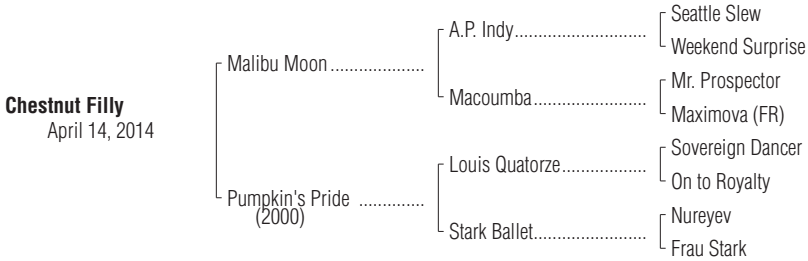 Chestnut Filly
April 14, 2014
Malibu Moon ....................
Pumpkin's Pride ..............
(2000)
A.P. Indy............................
Macoumba........................
Louis Quatorze..................
Stark Ballet........................
Seattle Slew
Weekend Surprise
Mr. Prospector
Maximova (FR)
Sovereign Dancer
On to Royalty
Nureyev
Frau Stark